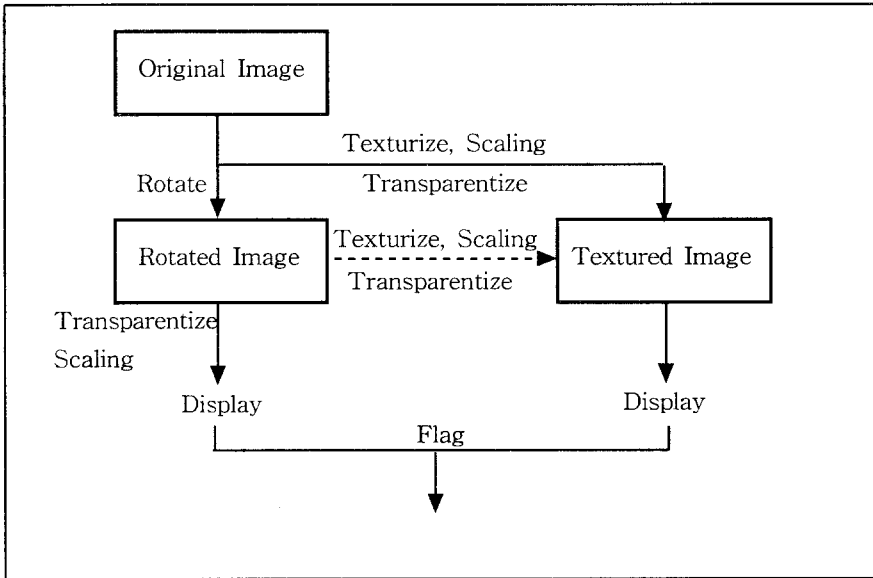 Original Image
Texturize, Scaling
Rotate
Transparentize
Rotated Image
Texturize, Scaling
Transparentize
Textured Image
Transparentize
Scaling
Display
Display
Flag